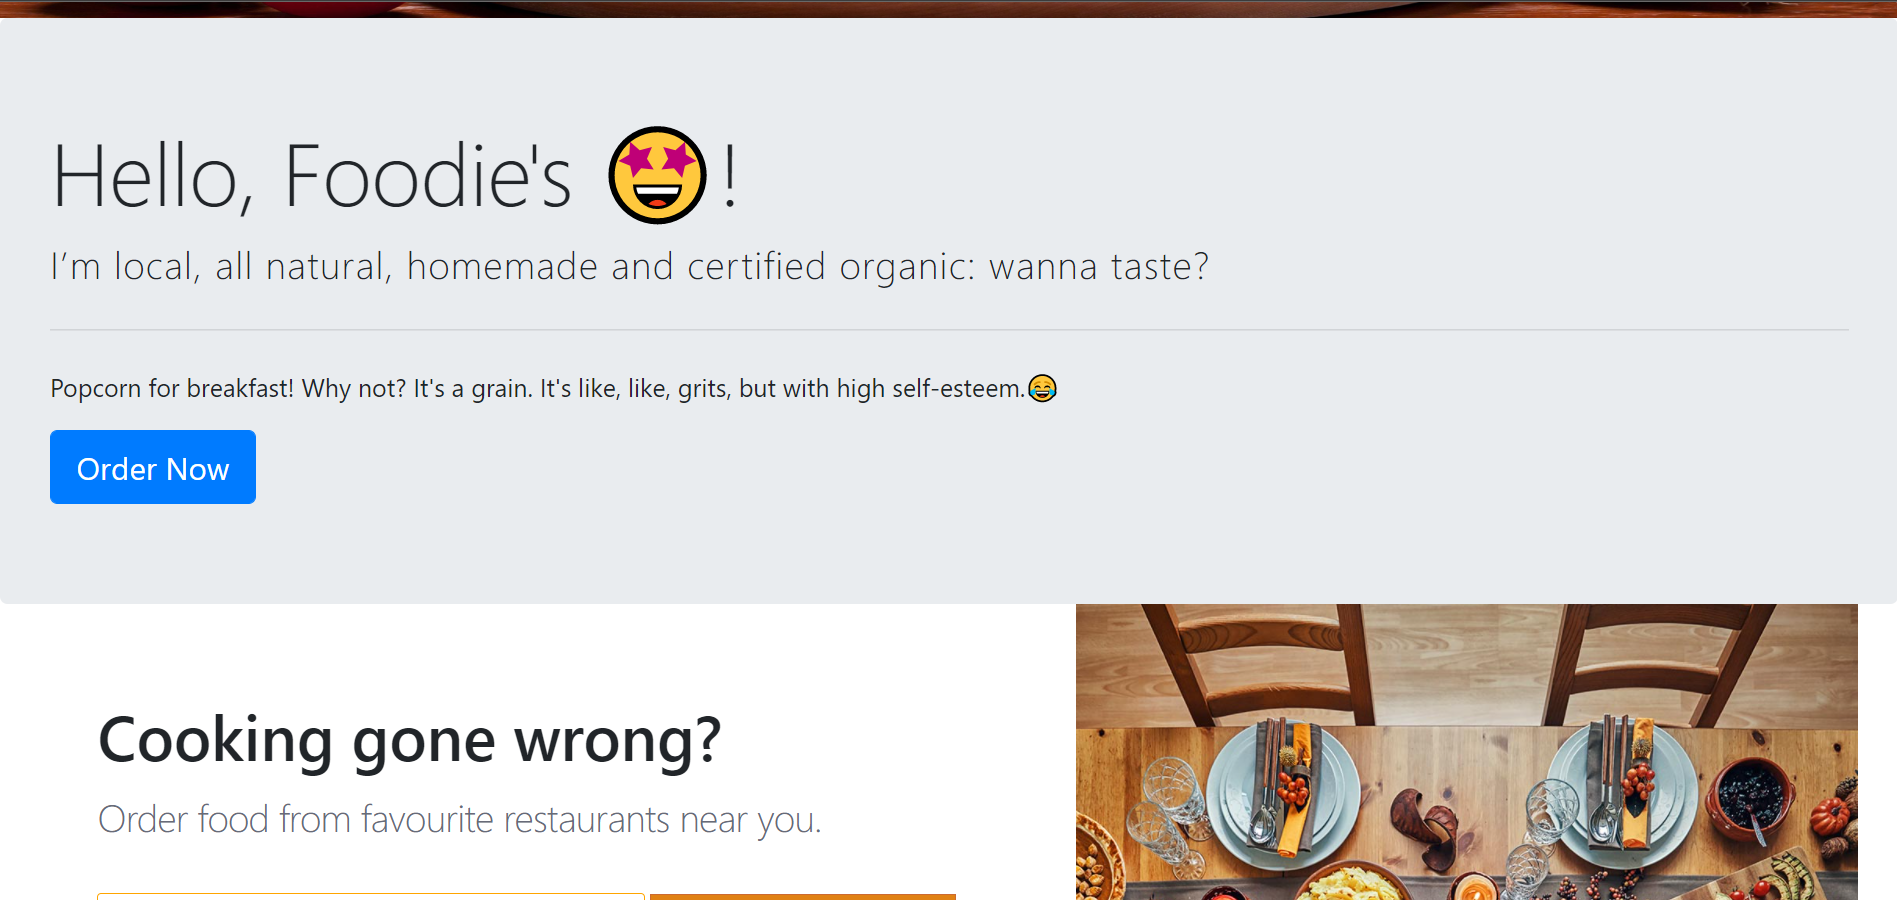 Hello, Foodie's 🤩!
I’m local, all natural, homemade and certified organic: wanna taste?
Popcorn for breakfast! Why not? It's a grain. It's like, like, grits, but with high self-esteem.😂
Order Now
Cooking gone wrong?
Order food from favourite restaurants near you.